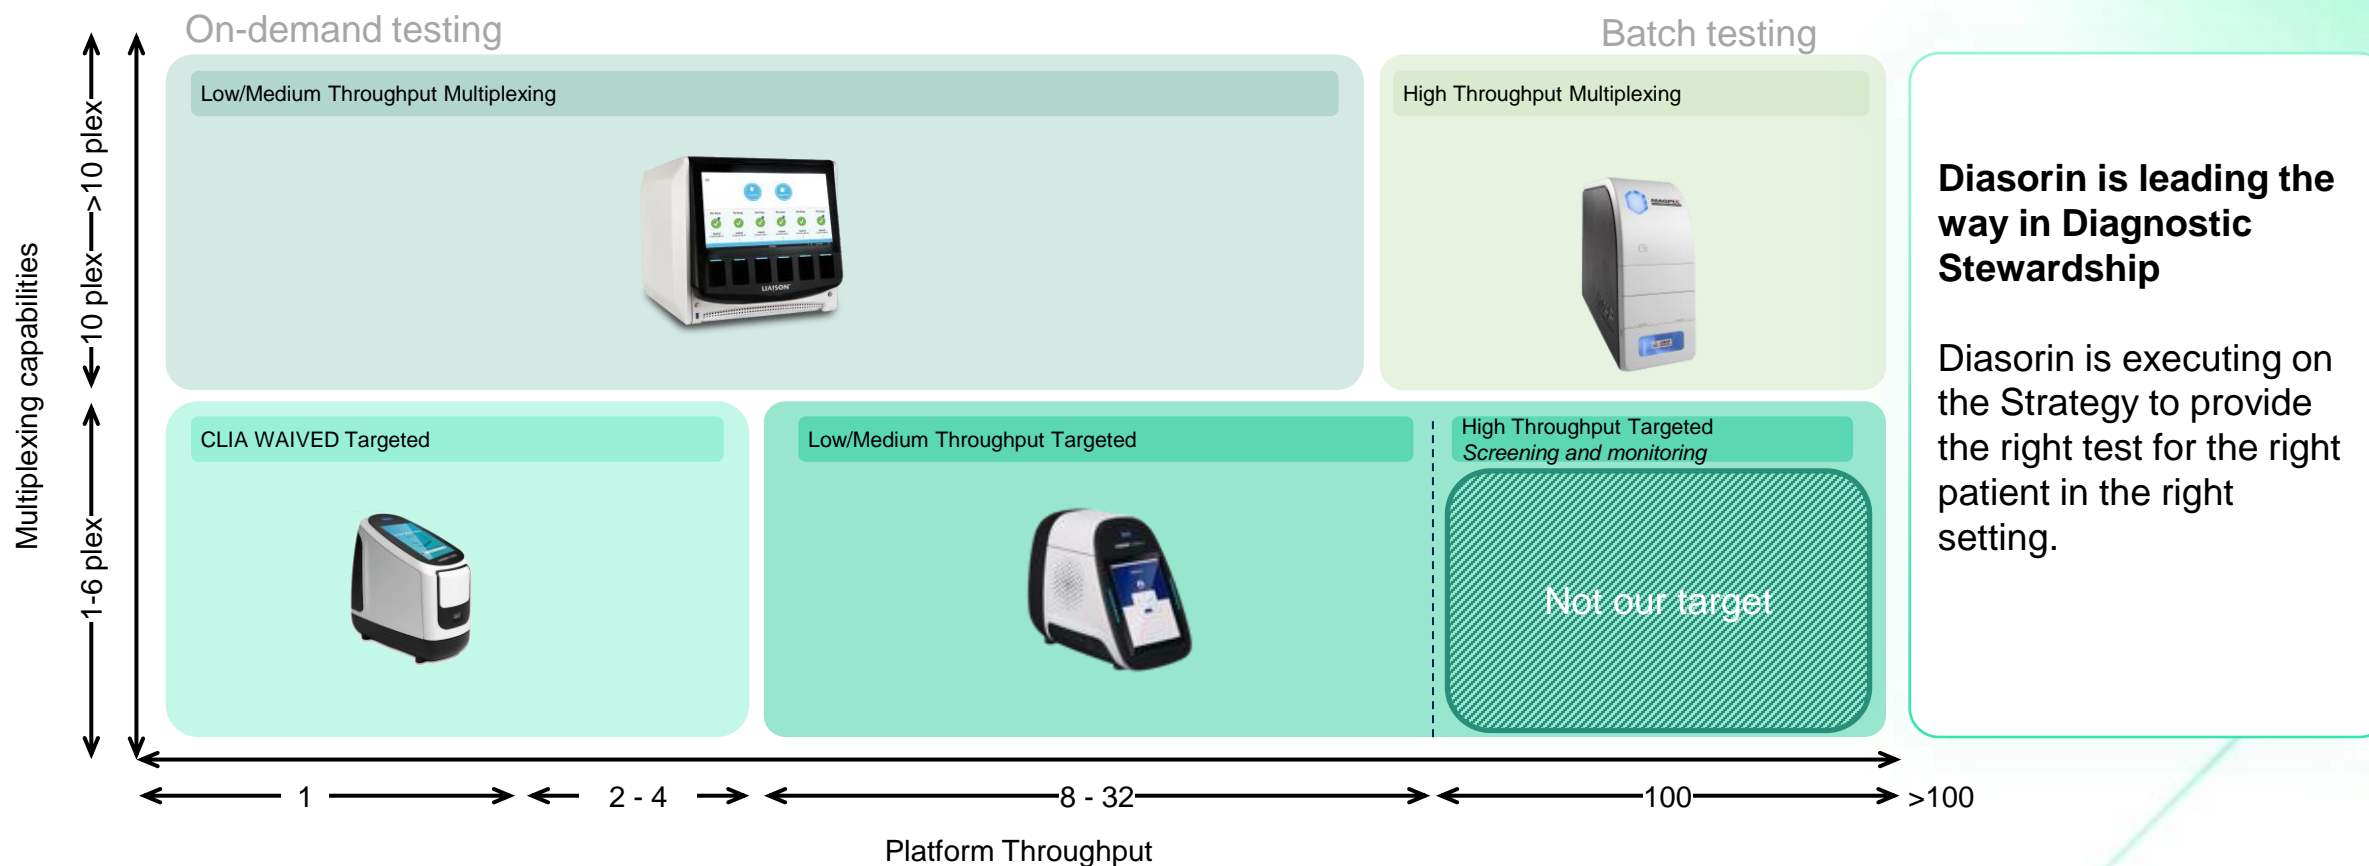 On-demand testing
Batch testing
Low/Medium Throughput Multiplexing
High Throughput Multiplexing
LIAISON
MAGPIX
CLIA WAIVED Targeted
Low/Medium Throughput Targeted
High Throughput Targeted
Screening and monitoring
Not our target
Multiplexing capabilities
>10 plex
10 plex
1-6 plex
1
2 - 4
8 - 32
100
>100
Platform Throughput
Diasorin is leading the
way in Diagnostic
Stewardship
Diasorin is executing on
the Strategy to provide
the right test for the right
patient in the right
setting.